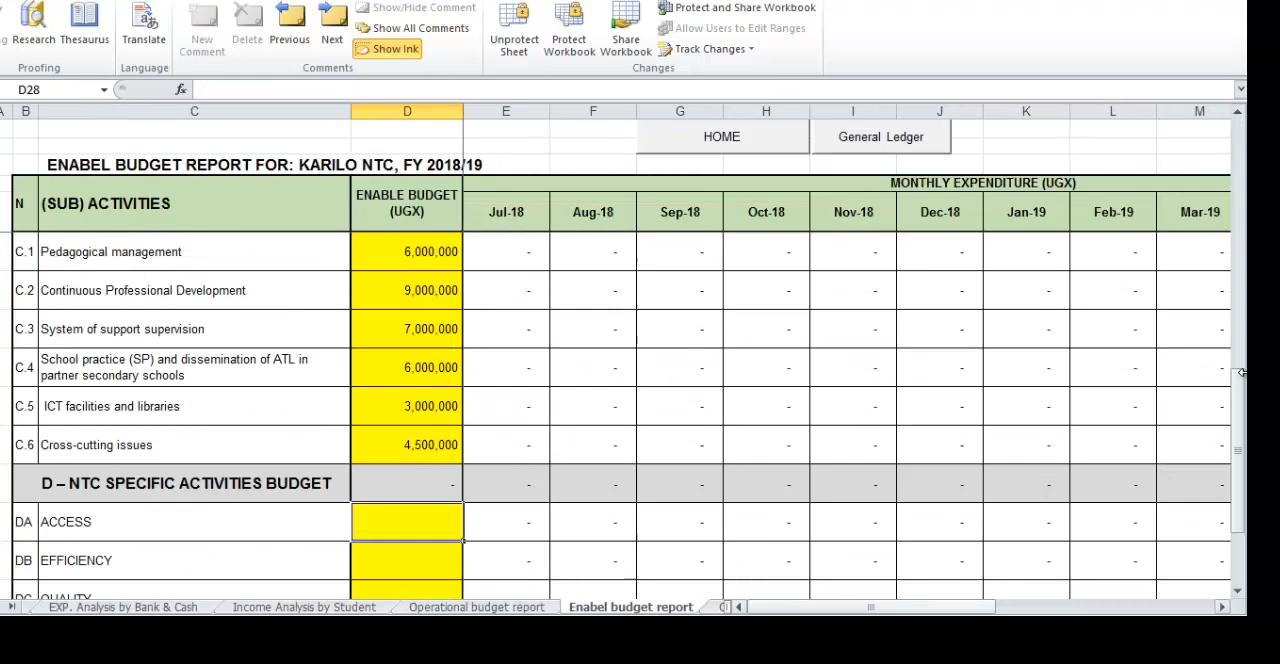 Show/Hide Comment
Protect and Share Workbook
Show All Comments
Allow Users to Edit Ranges
Research Thesaurus Translate New Comment Delete Previous Next Show Ink Unprotect Sheet Protect Workbook Share Workbook Track Changes
Proofing Language Comments Changes
D28 fx
B C D E F G H I J K L M
HOME General Ledger
ENABEL BUDGET REPORT FOR: KARILO NTC, FY 2018/19
N (SUB) ACTIVITIES ENABLE BUDGET (UGX) MONTHLY EXPENDITURE (UGX)
Jul-18 Aug-18 Sep-18 Oct-18 Nov-18 Dec-18 Jan-19 Feb-19 Mar-19
C.1 Pedagogical management 6,000,000 - - - - - - - - -
C.2 Continuous Professional Development 9,000,000 - - - - - - - - -
C.3 System of support supervision 7,000,000 - - - - - - - - -
C.4 School practice (SP) and dissemination of ATL in
partner secondary schools 6,000,000 - - - - - - - - -
C.5 ICT facilities and libraries 3,000,000 - - - - - - - - -
C.6 Cross-cutting issues 4,500,000 - - - - - - - - -
D – NTC SPECIFIC ACTIVITIES BUDGET - - - - - - - - - -
DA ACCESS - - - - - - - - -
DB EFFICIENCY - - - - - - - - -
DC QUALITY
EXP. Analysis by Bank & Cash Income Analysis by Student Operational budget report Enabel budget report